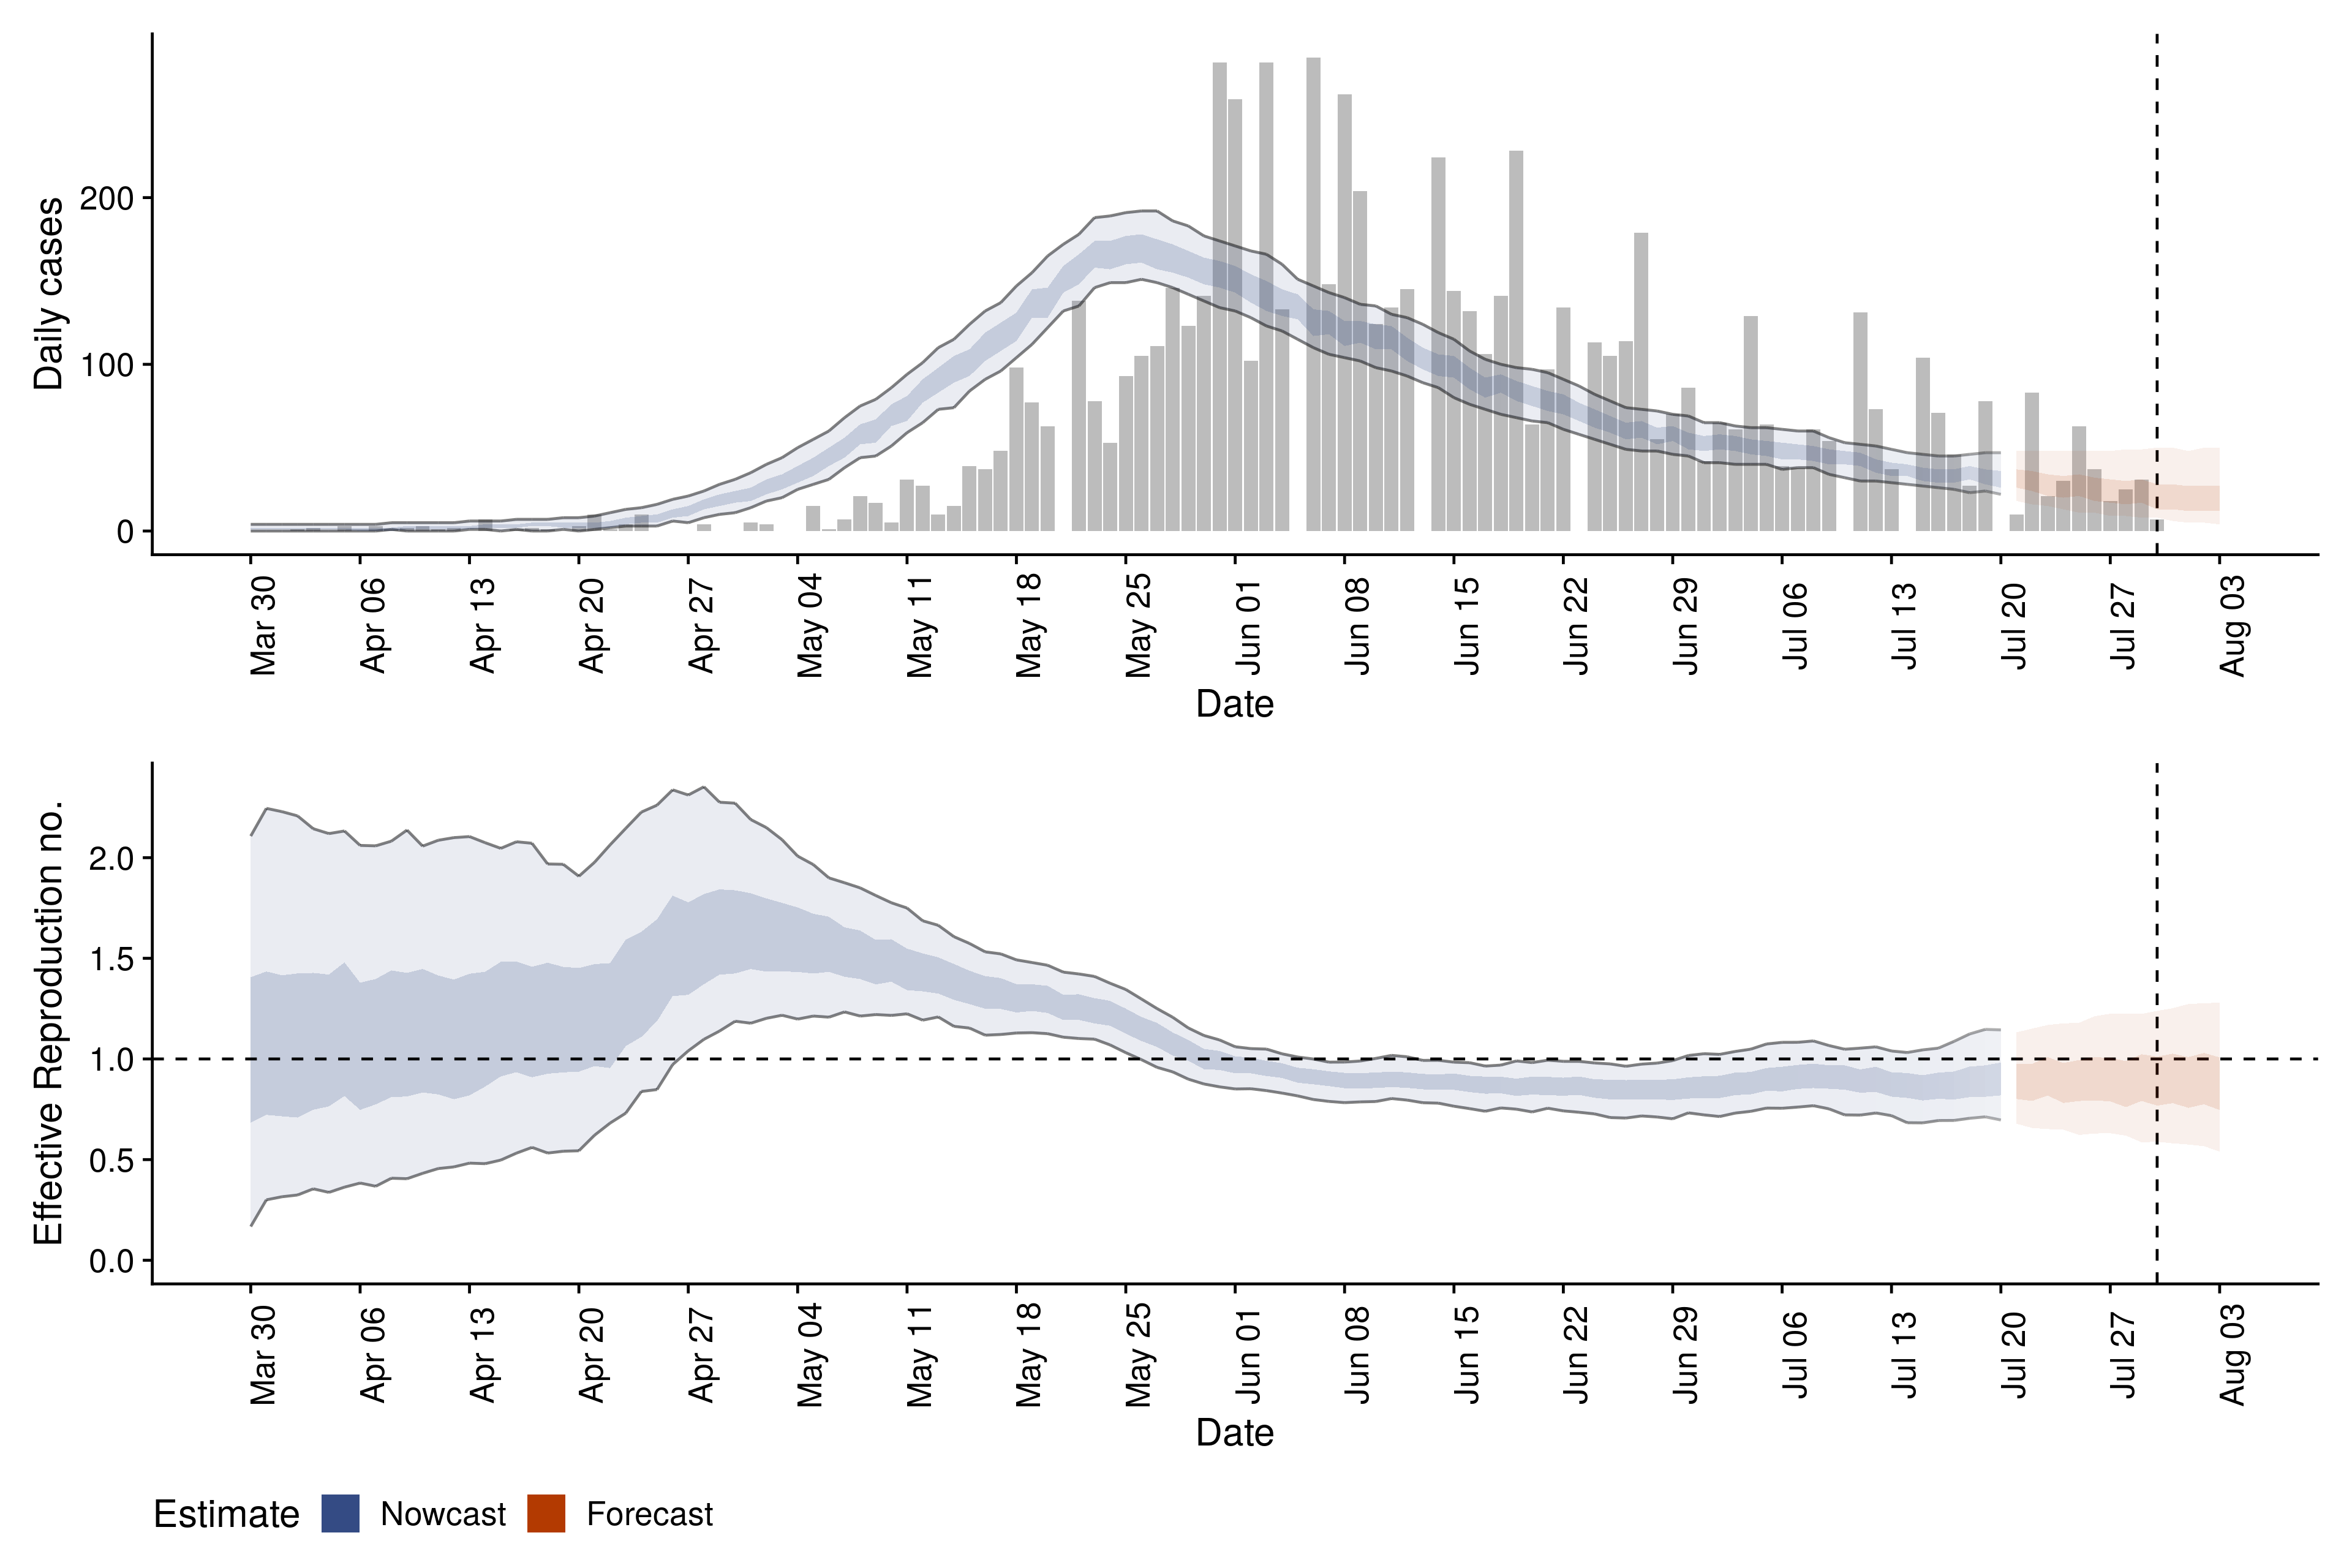 Daily cases
200
100
0
Mar 30 Apr 06 Apr 13 Apr 20 Apr 27 May 04 May 11 May 18 May 25 Jun 01 Jun 08 Jun 15 Jun 22 Jun 29 Jul 06 Jul 13 Jul 20 Jul 27 Aug 03
Date
Effective Reproduction no.
2.0
1.5
1.0
0.5
0.0
Mar 30 Apr 06 Apr 13 Apr 20 Apr 27 May 04 May 11 May 18 May 25 Jun 01 Jun 08 Jun 15 Jun 22 Jun 29 Jul 06 Jul 13 Jul 20 Jul 27 Aug 03
Date
Estimate Nowcast Forecast